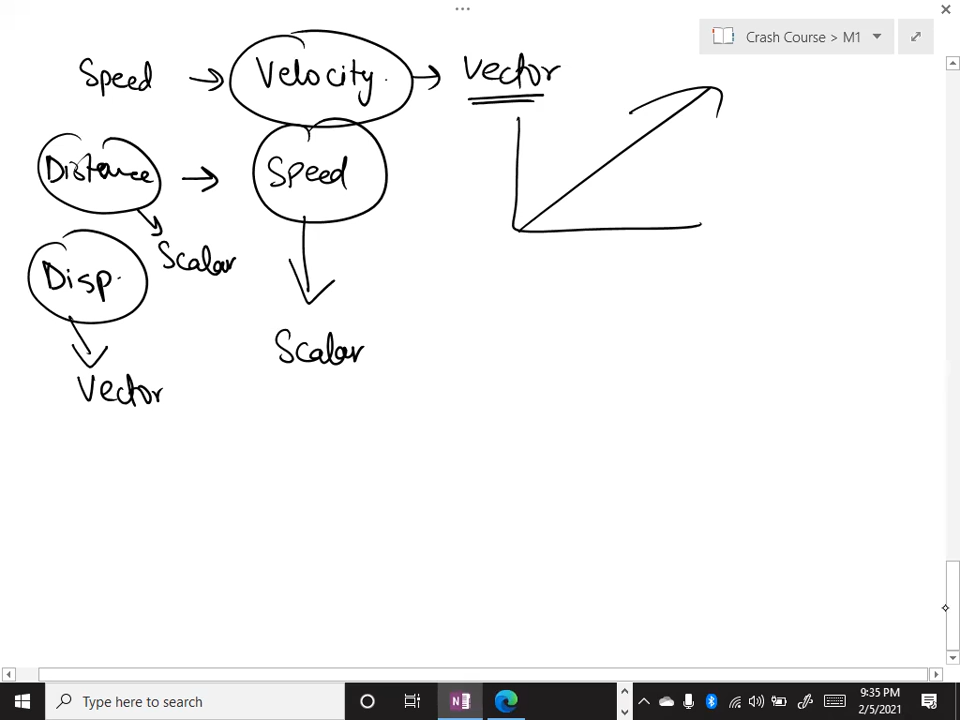 Crash Course > M1
Speed → Velocity. → Vector
Distance → Speed
Scalar
Disp.
Scalar
Vector
Type here to search
9:35 PM
2/5/2021